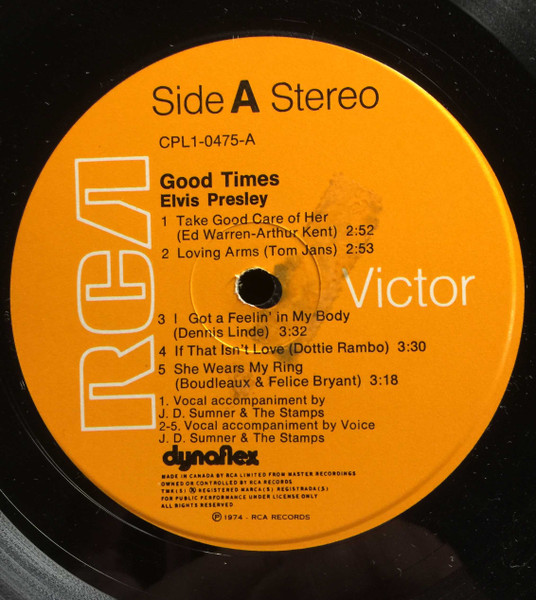 Side A Stereo
CPL1-0475-A
Good Times
Elvis Presley
1 Take Good Care of Her
(Ed Warren-Arthur Kent) 2:52
2 Loving Arms (Tom Jans) 2:53
RCA
Victor
3 I Got a Feelin' in My Body
(Dennis Linde) 3:32
4 If That Isn't Love (Dottie Rambo) 3:30
5 She Wears My Ring
(Boudleaux & Felice Bryant) 3:18
1. Vocal accompaniment by
J. D. Sumner & The Stamps
2-5. Vocal accompaniment by Voice
J. D. Sumner & The Stamps
dynaflex
MADE IN CANADA BY RCA LIMITED FROM MASTER RECORDINGS
OWNED OR CONTROLLED BY RCA RECORDS
TMK(S) ® REGISTERED MARCA(S) REGISTRADA(S)
FOR PUBLIC PERFORMANCE UNDER LICENSE ONLY
ALL RIGHTS RESERVED
℗ 1974 - RCA RECORDS